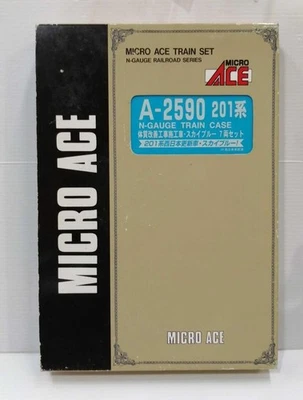 MICRO ACE TRAIN SET
N-GAUGE RAILROAD SERIES
MICRO
ACE
A-2590 201系
N-GAUGE TRAIN CASE
体質改善工事施工車・スカイブルー 7両セット
>201系西日本更新車・スカイブルー<
MICRO ACE
MICRO ACE